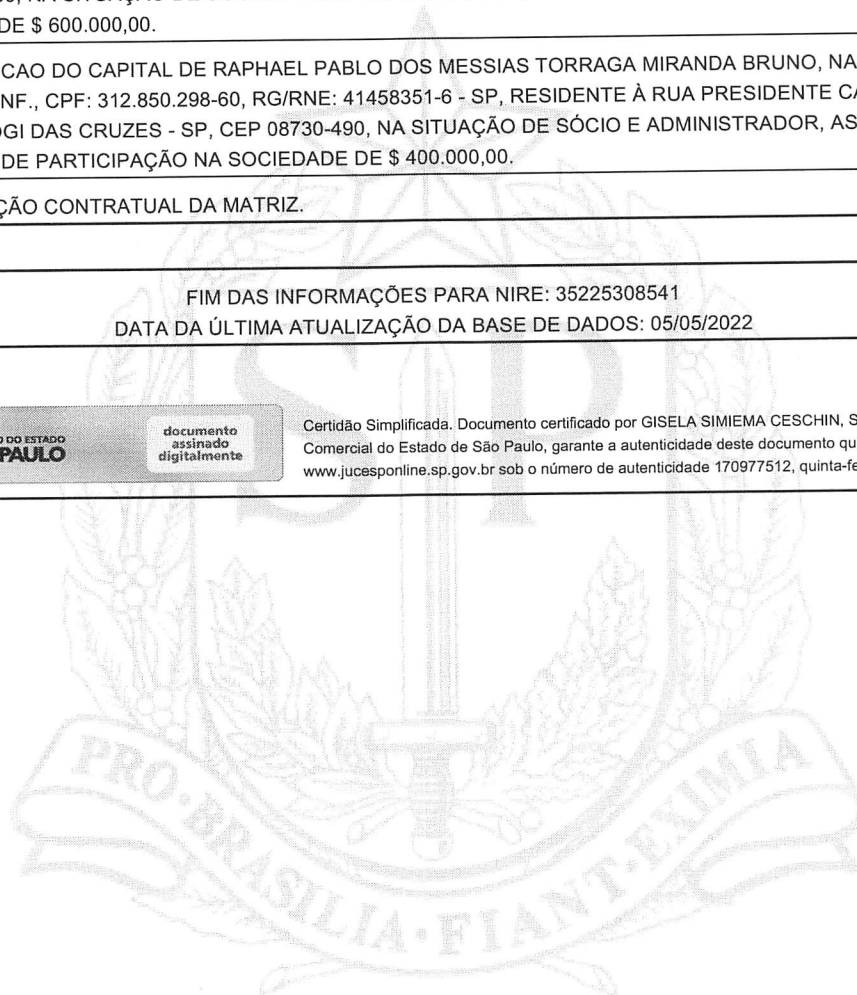 DE $ 600.000,00.
CAO DO CAPITAL DE RAPHAEL PABLO DOS MESSIAS TORRAGA MIRANDA BRUNO, NA
NF., CPF: 312.850.298-60, RG/RNE: 41458351-6 - SP, RESIDENTE À RUA PRESIDENTE CA
OGI DAS CRUZES - SP, CEP 08730-490, NA SITUAÇÃO DE SÓCIO E ADMINISTRADOR, AS
DE PARTICIPAÇÃO NA SOCIEDADE DE $ 400.000,00.
ÇÃO CONTRATUAL DA MATRIZ.
FIM DAS INFORMAÇÕES PARA NIRE: 35225308541
DATA DA ÚLTIMA ATUALIZAÇÃO DA BASE DE DADOS: 05/05/2022
O DO ESTADO
PAULO
documento
assinado
digitalmente
Certidão Simplificada. Documento certificado por GISELA SIMIEMA CESCHIN, S
Comercial do Estado de São Paulo, garante a autenticidade deste documento qu
www.jucesponline.sp.gov.br sob o número de autenticidade 170977512, quinta-fe
SP
PRO·BRASILIA·FIANT·EXIMIA